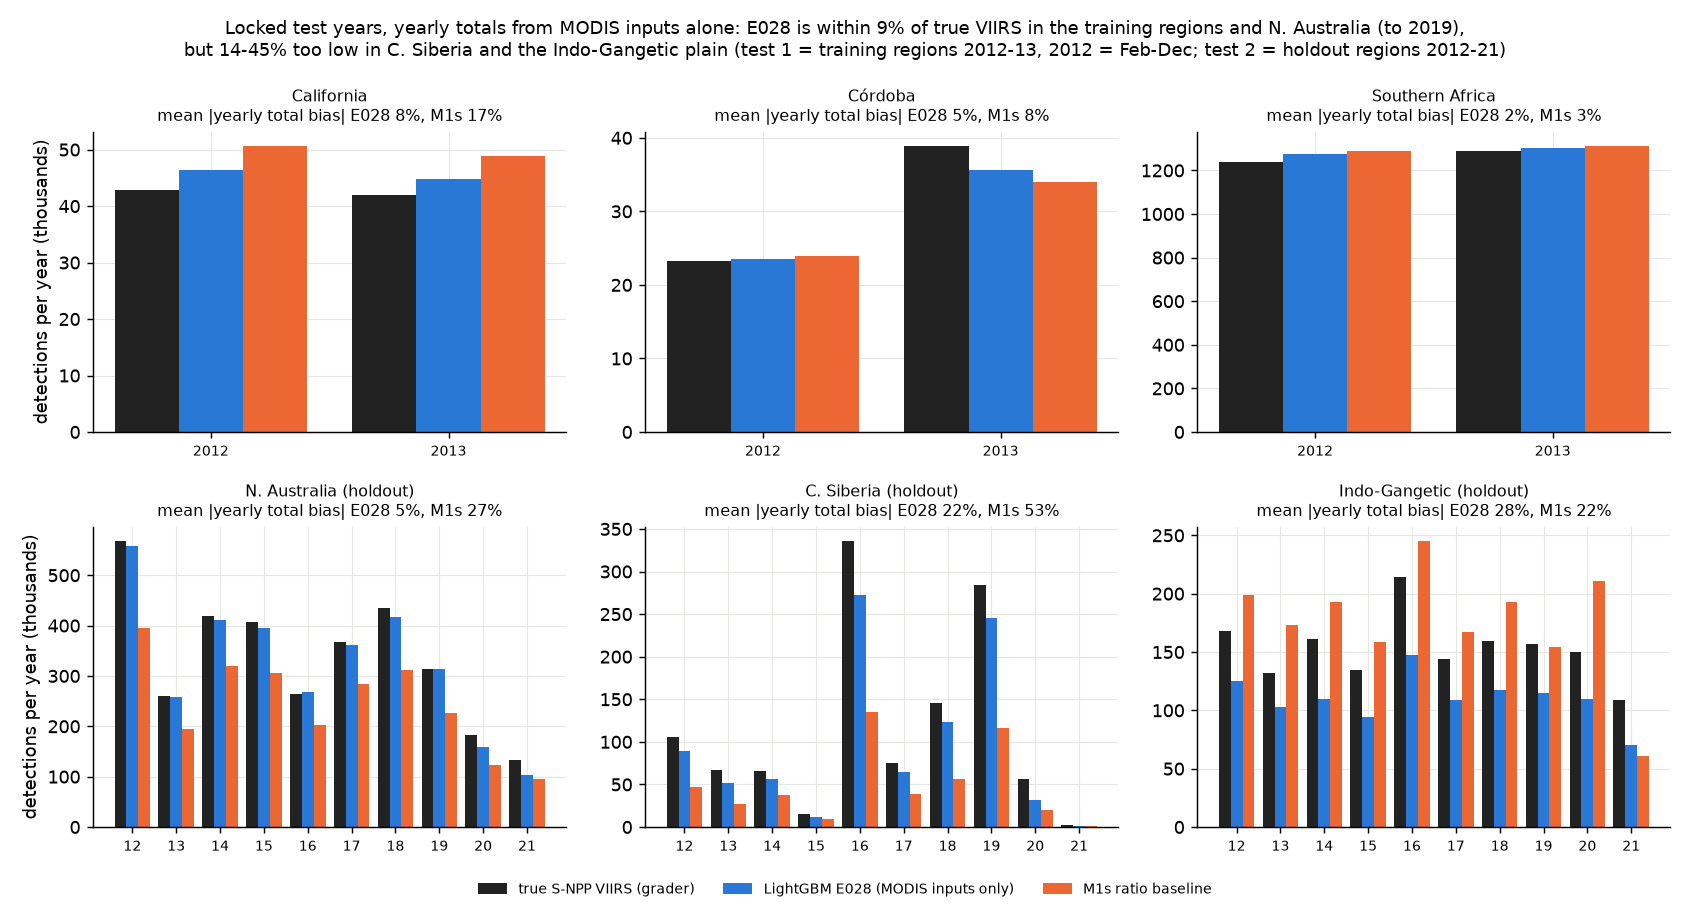 Locked test years, yearly totals from MODIS inputs alone: E028 is within 9% of true VIIRS in the training regions and N. Australia (to 2019),
but 14-45% too low in C. Siberia and the Indo-Gangetic plain (test 1 = training regions 2012-13, 2012 = Feb-Dec; test 2 = holdout regions 2012-21)
California
mean |yearly total bias| E028 8%, M1s 17%
detections per year (thousands)
50
40
30
20
10
0
2012 2013
Córdoba
mean |yearly total bias| E028 5%, M1s 8%
40
30
20
10
0
2012 2013
Southern Africa
mean |yearly total bias| E028 2%, M1s 3%
1200
1000
800
600
400
200
0
2012 2013
N. Australia (holdout)
mean |yearly total bias| E028 5%, M1s 27%
detections per year (thousands)
500
400
300
200
100
0
12 13 14 15 16 17 18 19 20 21
C. Siberia (holdout)
mean |yearly total bias| E028 22%, M1s 53%
350
300
250
200
150
100
50
0
12 13 14 15 16 17 18 19 20 21
Indo-Gangetic (holdout)
mean |yearly total bias| E028 28%, M1s 22%
250
200
150
100
50
0
12 13 14 15 16 17 18 19 20 21
true S-NPP VIIRS (grader) LightGBM E028 (MODIS inputs only) M1s ratio baseline